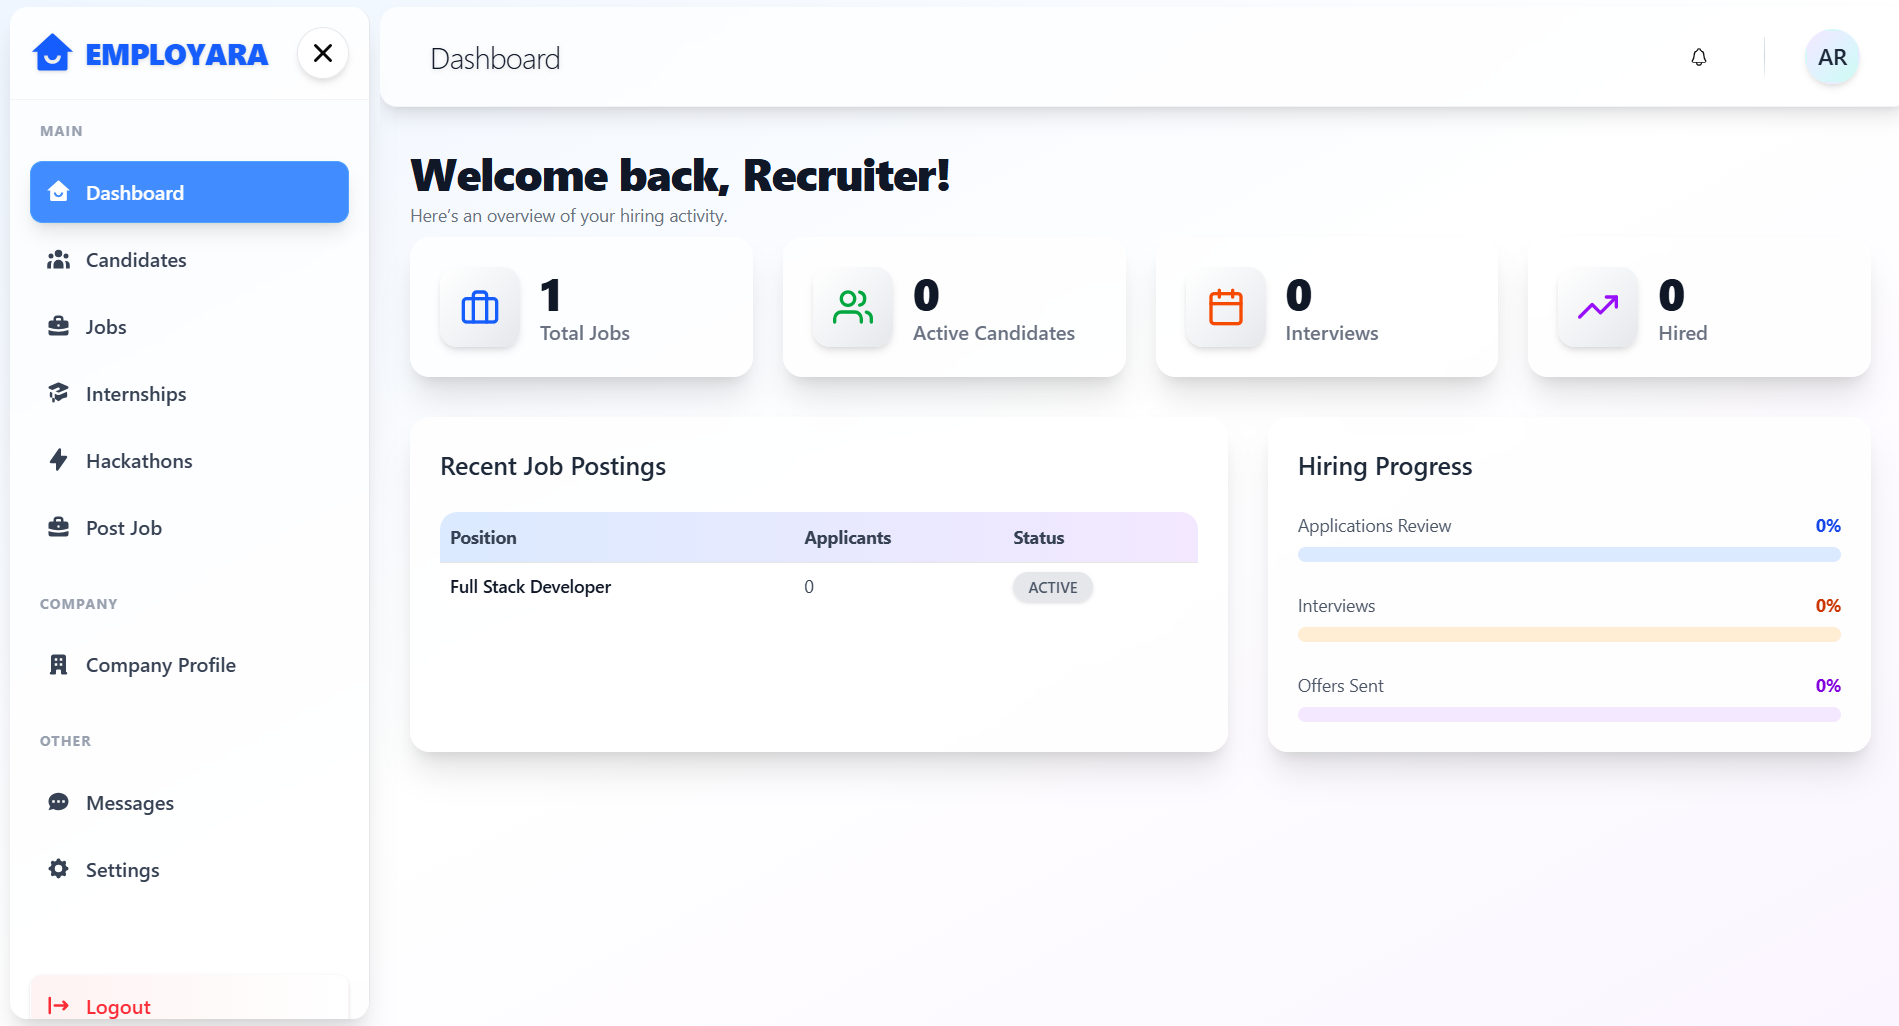 EMPLOYARA
MAIN
Dashboard
Candidates
Jobs
Internships
Hackathons
Post Job
COMPANY
Company Profile
OTHER
Messages
Settings
Logout
Dashboard
AR
Welcome back, Recruiter!
Here’s an overview of your hiring activity.
1
Total Jobs
0
Active Candidates
0
Interviews
0
Hired
Recent Job Postings
Position Applicants Status
Full Stack Developer 0 ACTIVE
Hiring Progress
Applications Review 0%
Interviews 0%
Offers Sent 0%